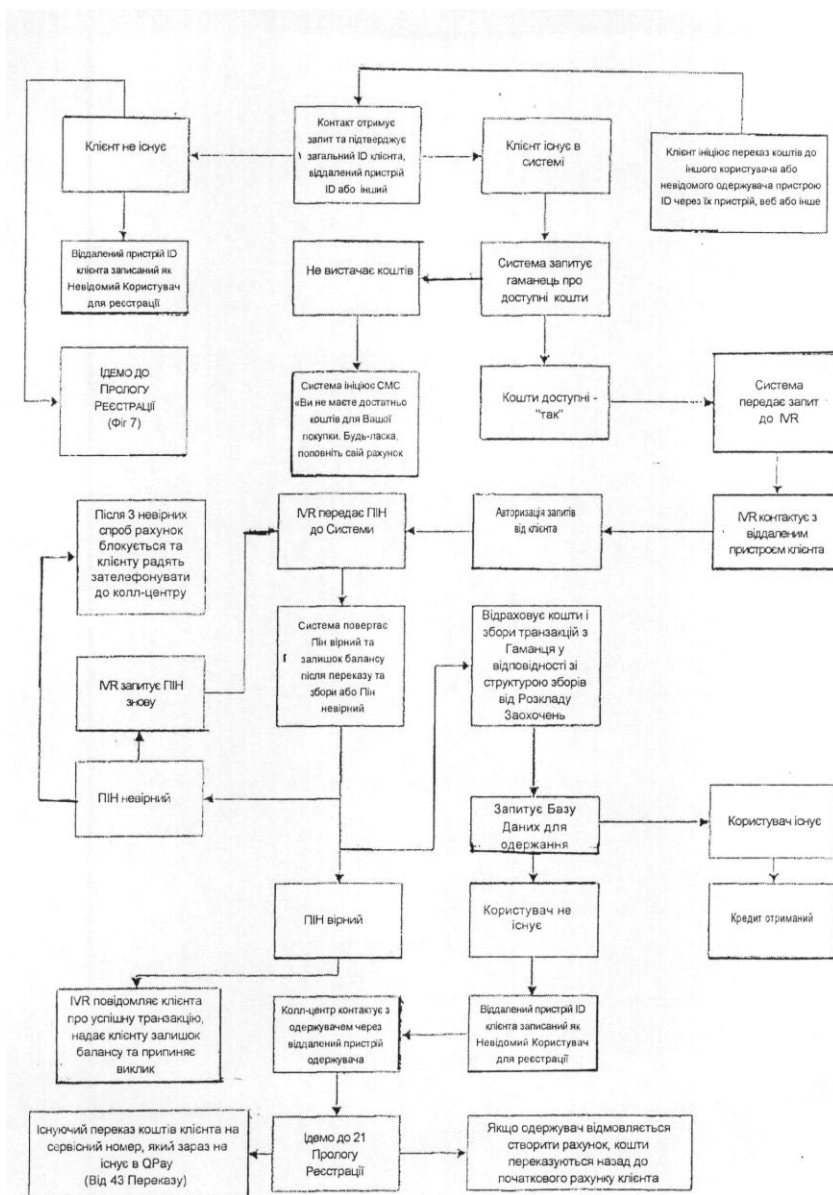 Клієнт не існує
Контакт отримує
запит та підтверджує
загальний ID клієнта,
віддалений пристрій
ID або інший
Клієнт існує в
системі
Клієнт ініціює переказ коштів до
іншого користувача або
невідомого одержувача пристрою
ID через їх пристрій, веб або інше
Віддалений пристрій ID
клієнта записаний як
Невідомий Користувач
для реєстрації
Не вистачає коштів
Система запитує
гаманець про
доступні кошти
Ідемо до
Прологу
Реєстрації
(Фіг 7)
Система ініціює СМС
«Ви не маєте достатньо
коштів для Вашої
покупки. Будь-ласка,
поповніть свій рахунок
Кошти доступні -
"так"
Система
передає запит
до IVR
Після 3 невірних
спроб рахунок
блокується та
клієнту радять
зателефонувати
до колл-центру
IVR передає ПІН
до Системи
Авторизація запитів
від клієнта
IVR контактує з
віддаленим
пристроєм клієнта
IVR запитує ПІН
знову
Система повертає
Пін вірний та
залишок балансу
після переказу та
збори або Пін
невірний
Відраховує кошти і
збори транзакцій з
Гаманця у
відповідності зі
структурою зборів
від Розкладу
Заохочень
ПІН невірний
Запитує Базу
Даних для
одержання
Користувач існує
ПІН вірний
Користувач не
існує
Кредит отриманий
IVR повідомляє клієнта
про успішну транзакцію,
надає клієнту залишок
балансу та припиняє
виклик
Колл-центр контактує з
одержувачем через
віддалений пристрій
одержувача
Віддалений пристрій ID
клієнта записаний як
Невідомий Користувач
для реєстрації
Існуючий переказ коштів клієнта на
сервісний номер, який зараз не
існує в QPay
(Від 43 Переказу)
Ідемо до 21
Прологу
Реєстрації
Якщо одержувач відмовляється
створити рахунок, кошти
переказуються назад до
початкового рахунку клієнта